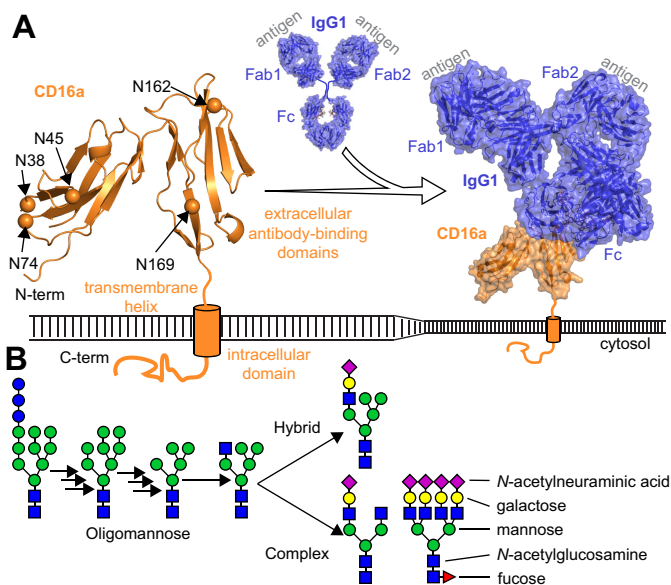 A
IgG1
antigen
antigen
Fab1
Fab2
Fc
CD16a
N162
N45
N38
N74
N-term
N169
extracellular
antibody-binding
domains
transmembrane
helix
C-term
intracellular
domain
antigen
Fab2
antigen
Fab1
IgG1
CD16a
Fc
cytosol
B
Oligomannose
Hybrid
Complex
N-acetylneuraminic acid
galactose
mannose
N-acetylglucosamine
fucose